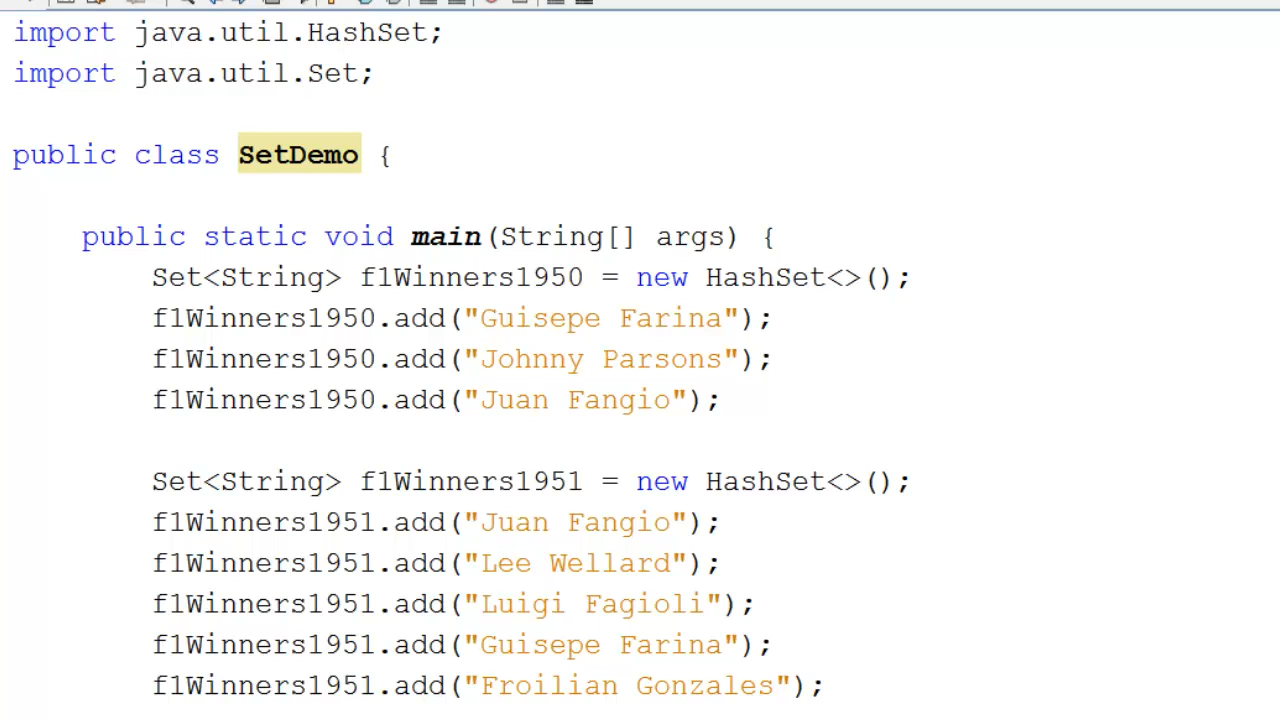 import java.util.HashSet;
import java.util.Set;
public class SetDemo {
public static void main(String[] args) {
Set<String> f1Winners1950 = new HashSet<>();
f1Winners1950.add("Guisepe Farina");
f1Winners1950.add("Johnny Parsons");
f1Winners1950.add("Juan Fangio");
Set<String> f1Winners1951 = new HashSet<>();
f1Winners1951.add("Juan Fangio");
f1Winners1951.add("Lee Wellard");
f1Winners1951.add("Luigi Fagioli");
f1Winners1951.add("Guisepe Farina");
f1Winners1951.add("Froilian Gonzales");